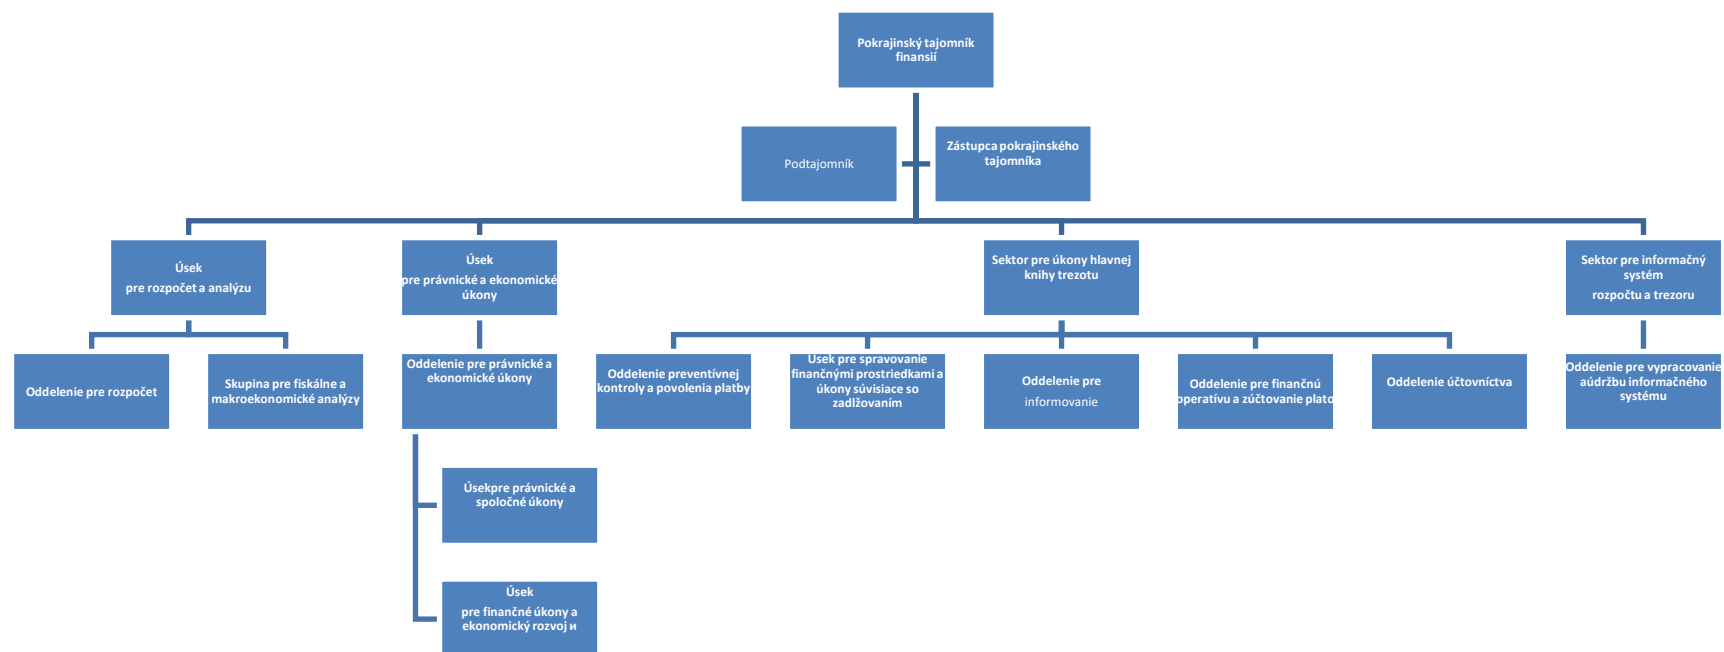 Pokrajinský tajomník
finansií
Podtajomník
Zástupca pokrajinského
tajomníka
Úsek
pre rozpočet a analýzu
Úsek
pre právnické a ekonomické
úkony
Sektor pre úkony hlavnej
knihy trezotu
Sektor pre informačný
systém
rozpočtu a trezoru
Oddelenie pre rozpočet
Skupina pre fiskálne a
makroekonomické analýzy
Oddelenie pre právnické a
ekonomické úkony
Oddelenie preventívnej
kontroly a povolenia platby
Úsek pre spravovanie
finančnými prostriedkami a
úkony súvisiace so
zadlžovaním
Oddelenie pre
informovanie
Oddelenie pre finančnú
operatívu a zúčtovanie plato
Oddelenie účtovníctva
Oddelenie pre vypracovanie
aúdržbu informačného
systému
Úsekpre právnické a
spoločné úkony
Úsek
pre finančné úkony a
ekonomický rozvoj и